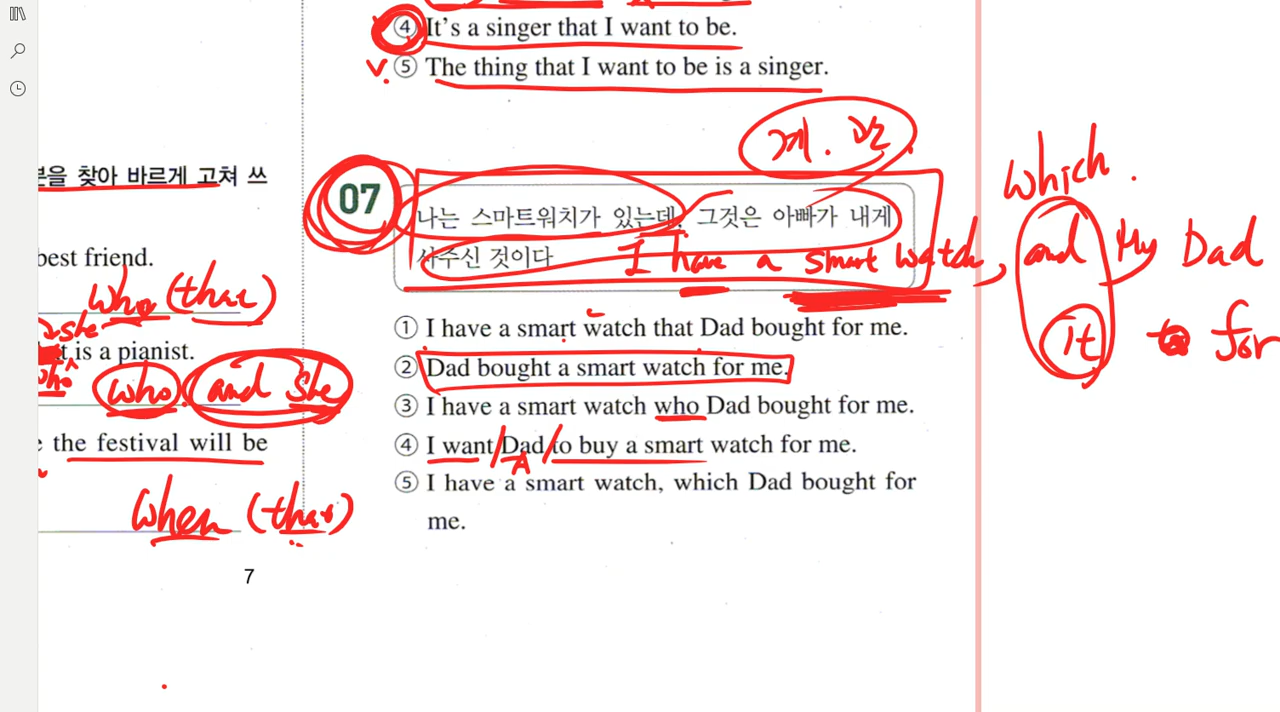 ④ It's a singer that I want to be.
⑤ The thing that I want to be is a singer.
을 찾아 바르게 고쳐 쓰
best friend.
who (that)
she
is a pianist.
who and she
the festival will be
when (that)
7
계.
07
나는 스마트워치가 있는데, 그것은 아빠가 내게
사주신 것이다
I have a smart watch, and My Dad
which.
it for
① I have a smart watch that Dad bought for me.
② Dad bought a smart watch for me.
③ I have a smart watch who Dad bought for me.
④ I want Dad to buy a smart watch for me.
⑤ I have a smart watch, which Dad bought for
me.